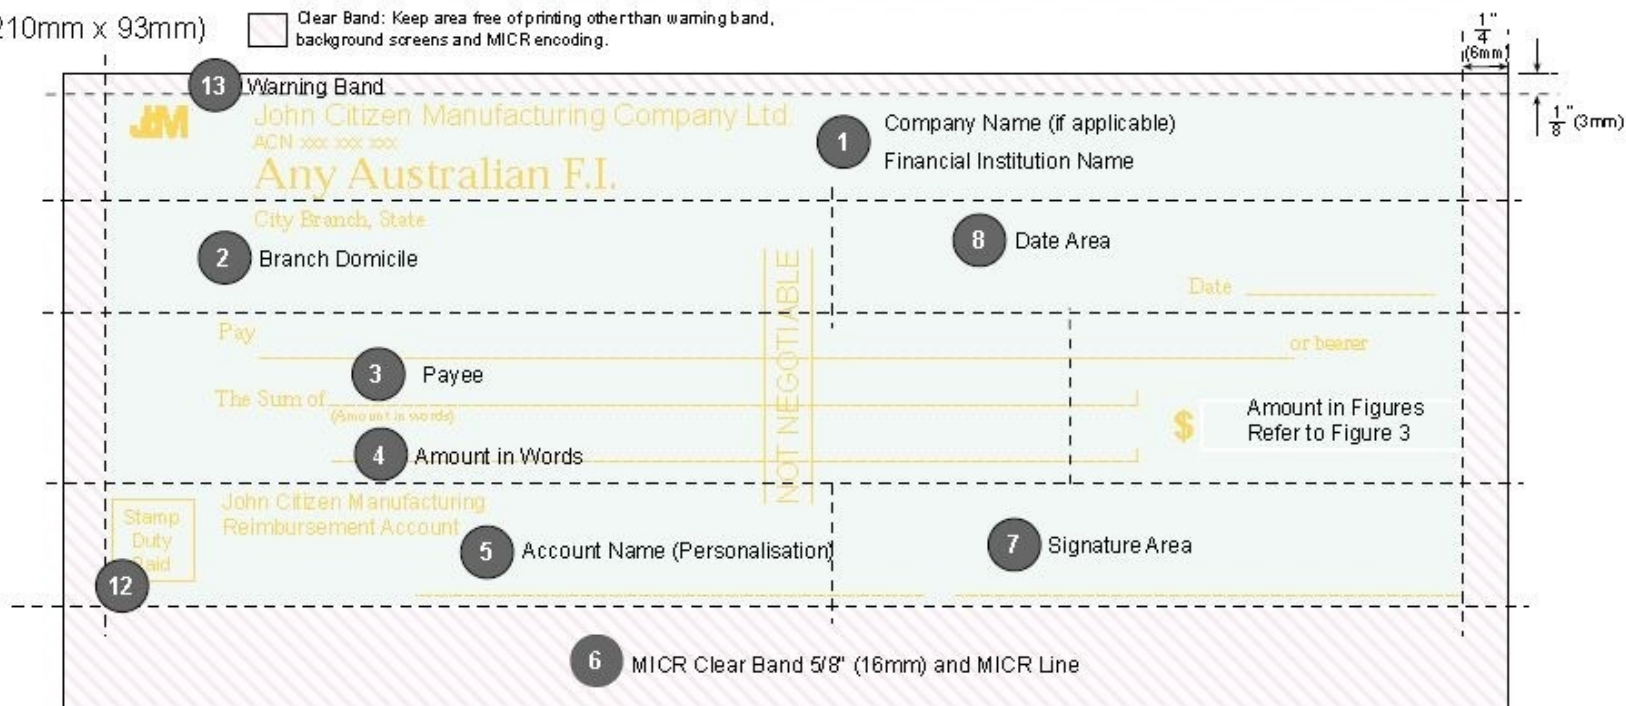 210mm x 93mm)
Clear Band: Keep area free of printing other than warning band,
background screens and MICR encoding.
1"
4
(6mm)
13 Warning Band
1"
8 (3mm)
JdM
John Citizen Manufacturing Company Ltd
ACN xxx xxx xxx
Any Australian F.I.
1 Company Name (if applicable)
Financial Institution Name
City Branch, State
2 Branch Domicile
8 Date Area
Date
NOT NEGOTIABLE
Pay
or bearer
3 Payee
The Sum of
(Amount in words)
4 Amount in Words
$
Amount in Figures
Refer to Figure 3
Stamp
Duty
Paid
12
John Citizen Manufacturing
Reimbursement Account
5 Account Name (Personalisation)
7 Signature Area
6 MICR Clear Band 5/8" (16mm) and MICR Line